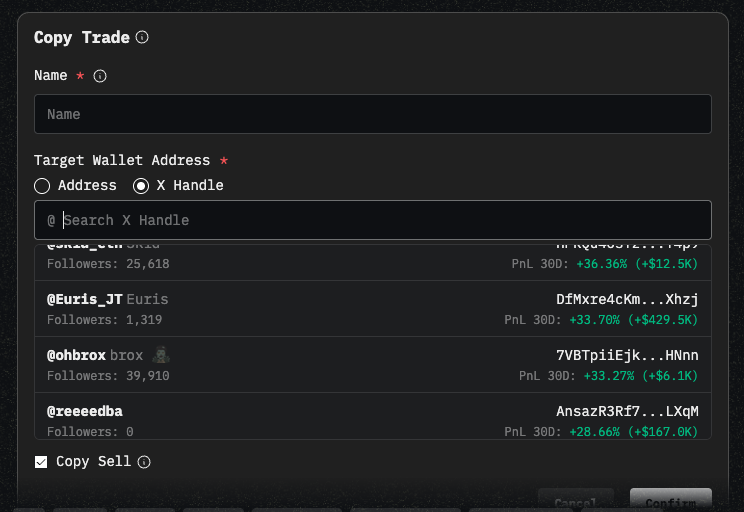 Copy Trade
Name *
Name
Target Wallet Address *
Address X Handle
@ Search X Handle
Followers: 25,618 PnL 30D: +36.36% (+$12.5K)
@Euris_JT Euris DfMxre4cKm...Xhzj
Followers: 1,319 PnL 30D: +33.70% (+$429.5K)
@ohbrox brox 7VBTpiiEjk...HNnn
Followers: 39,910 PnL 30D: +33.27% (+$6.1K)
@reeeedba AnsazR3Rf7...LXqM
Followers: 0 PnL 30D: +28.66% (+$167.0K)
Copy Sell
Cancel Confirm